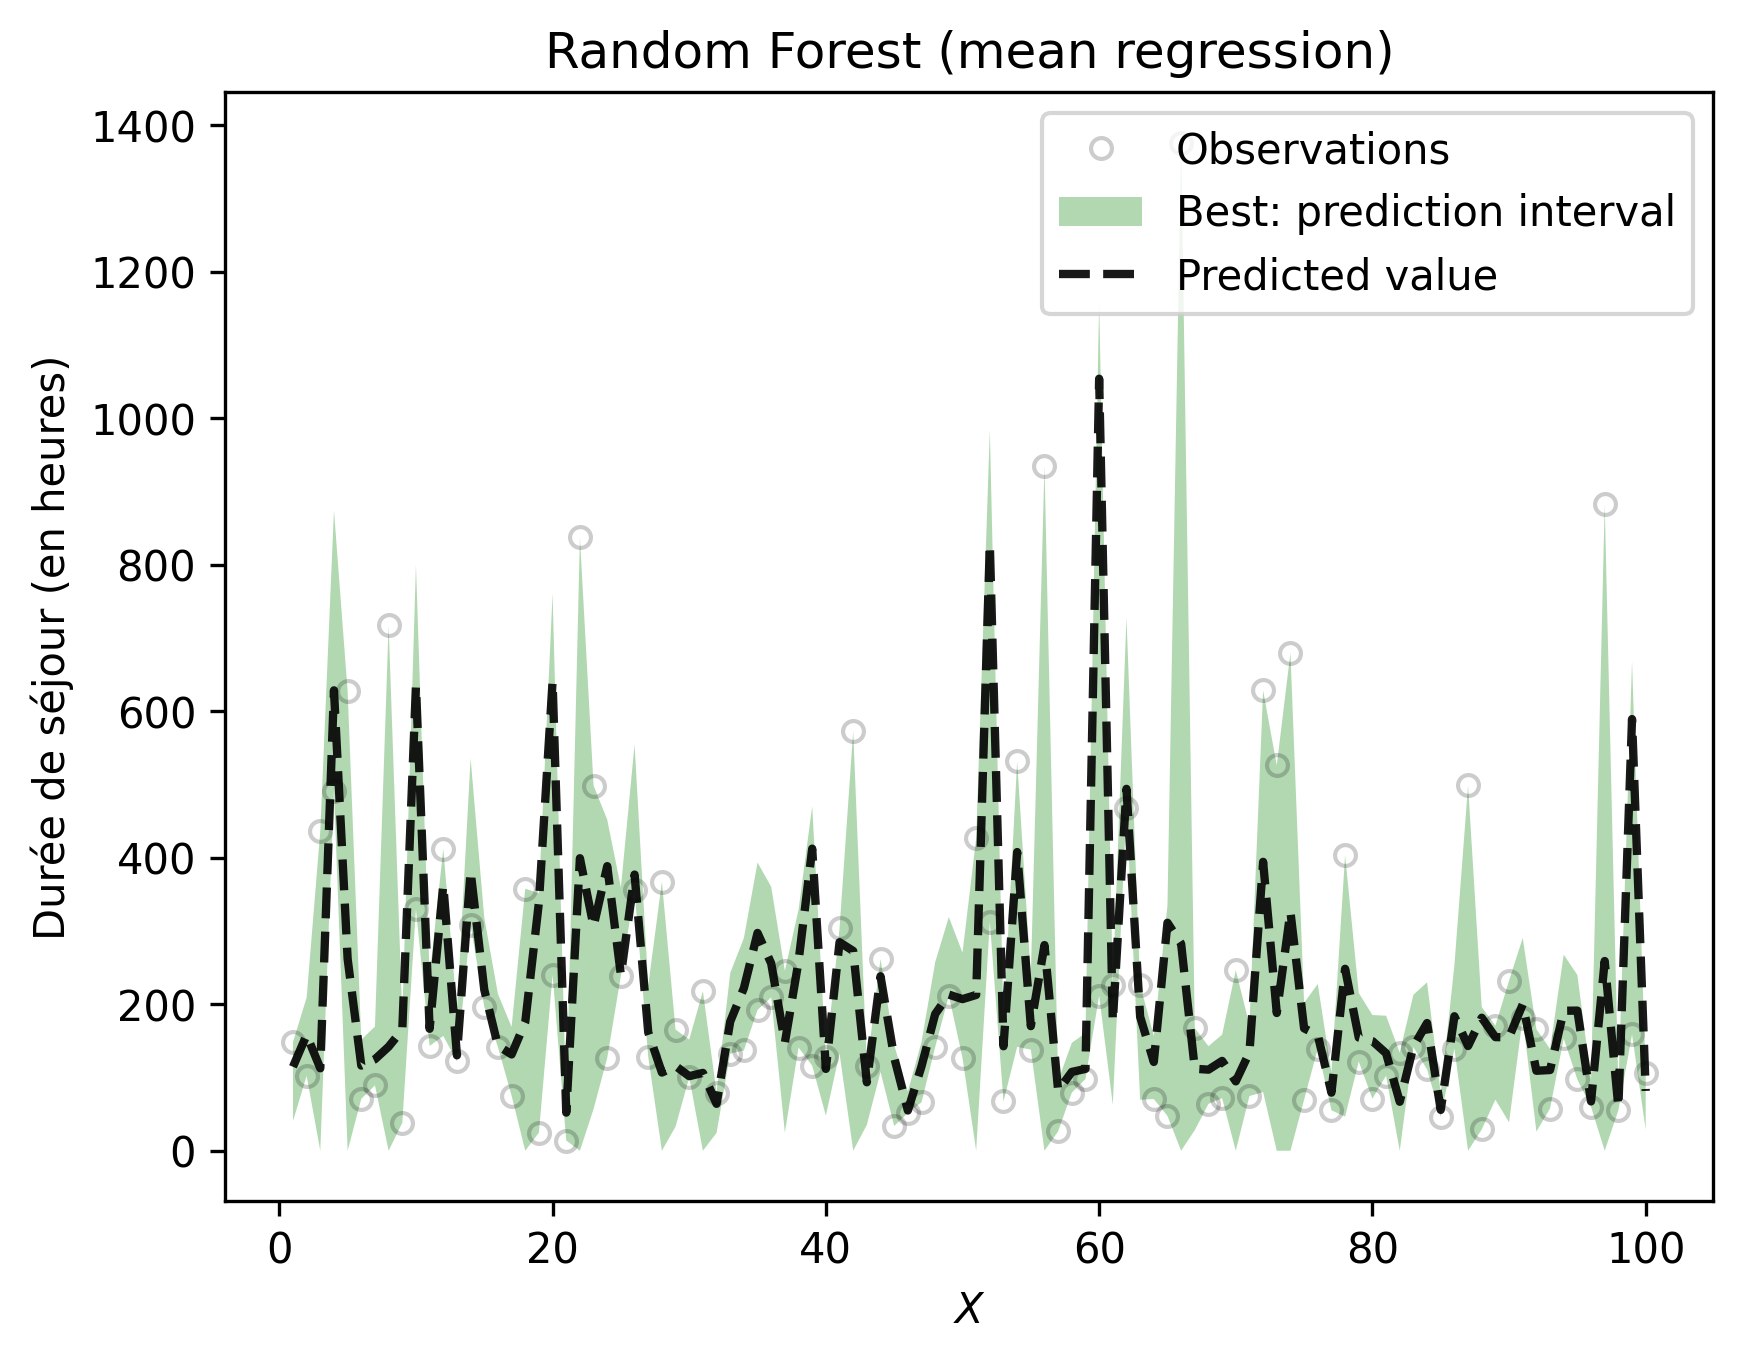 Random Forest (mean regression)
Observations
Best: prediction interval
Predicted value
Durée de séjour (en heures)
1400
1200
1000
800
600
400
200
0
0 20 40 60 80 100
X